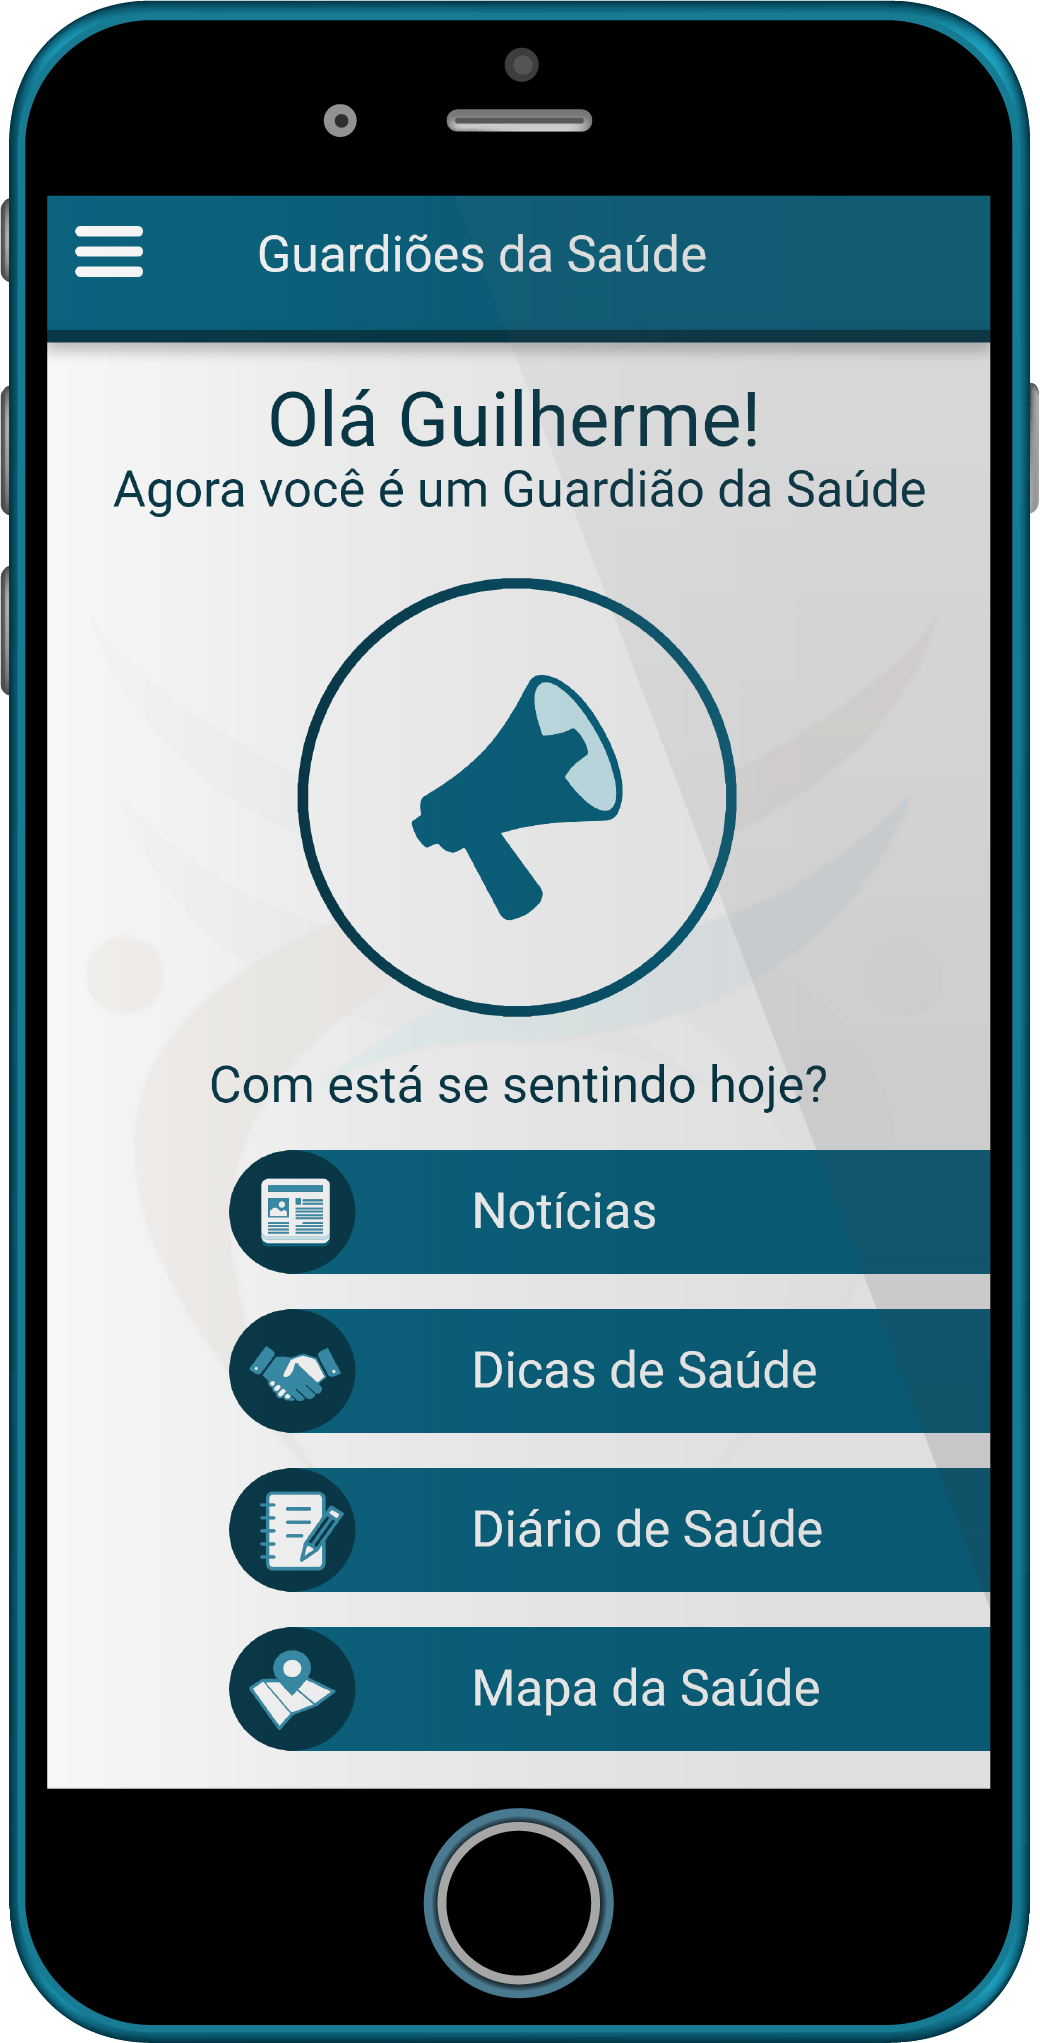 Guardiões da Saúde
Olá Guilherme!
Agora você é um Guardião da Saúde
Com está se sentindo hoje?
Notícias
Dicas de Saúde
Diário de Saúde
Mapa da Saúde